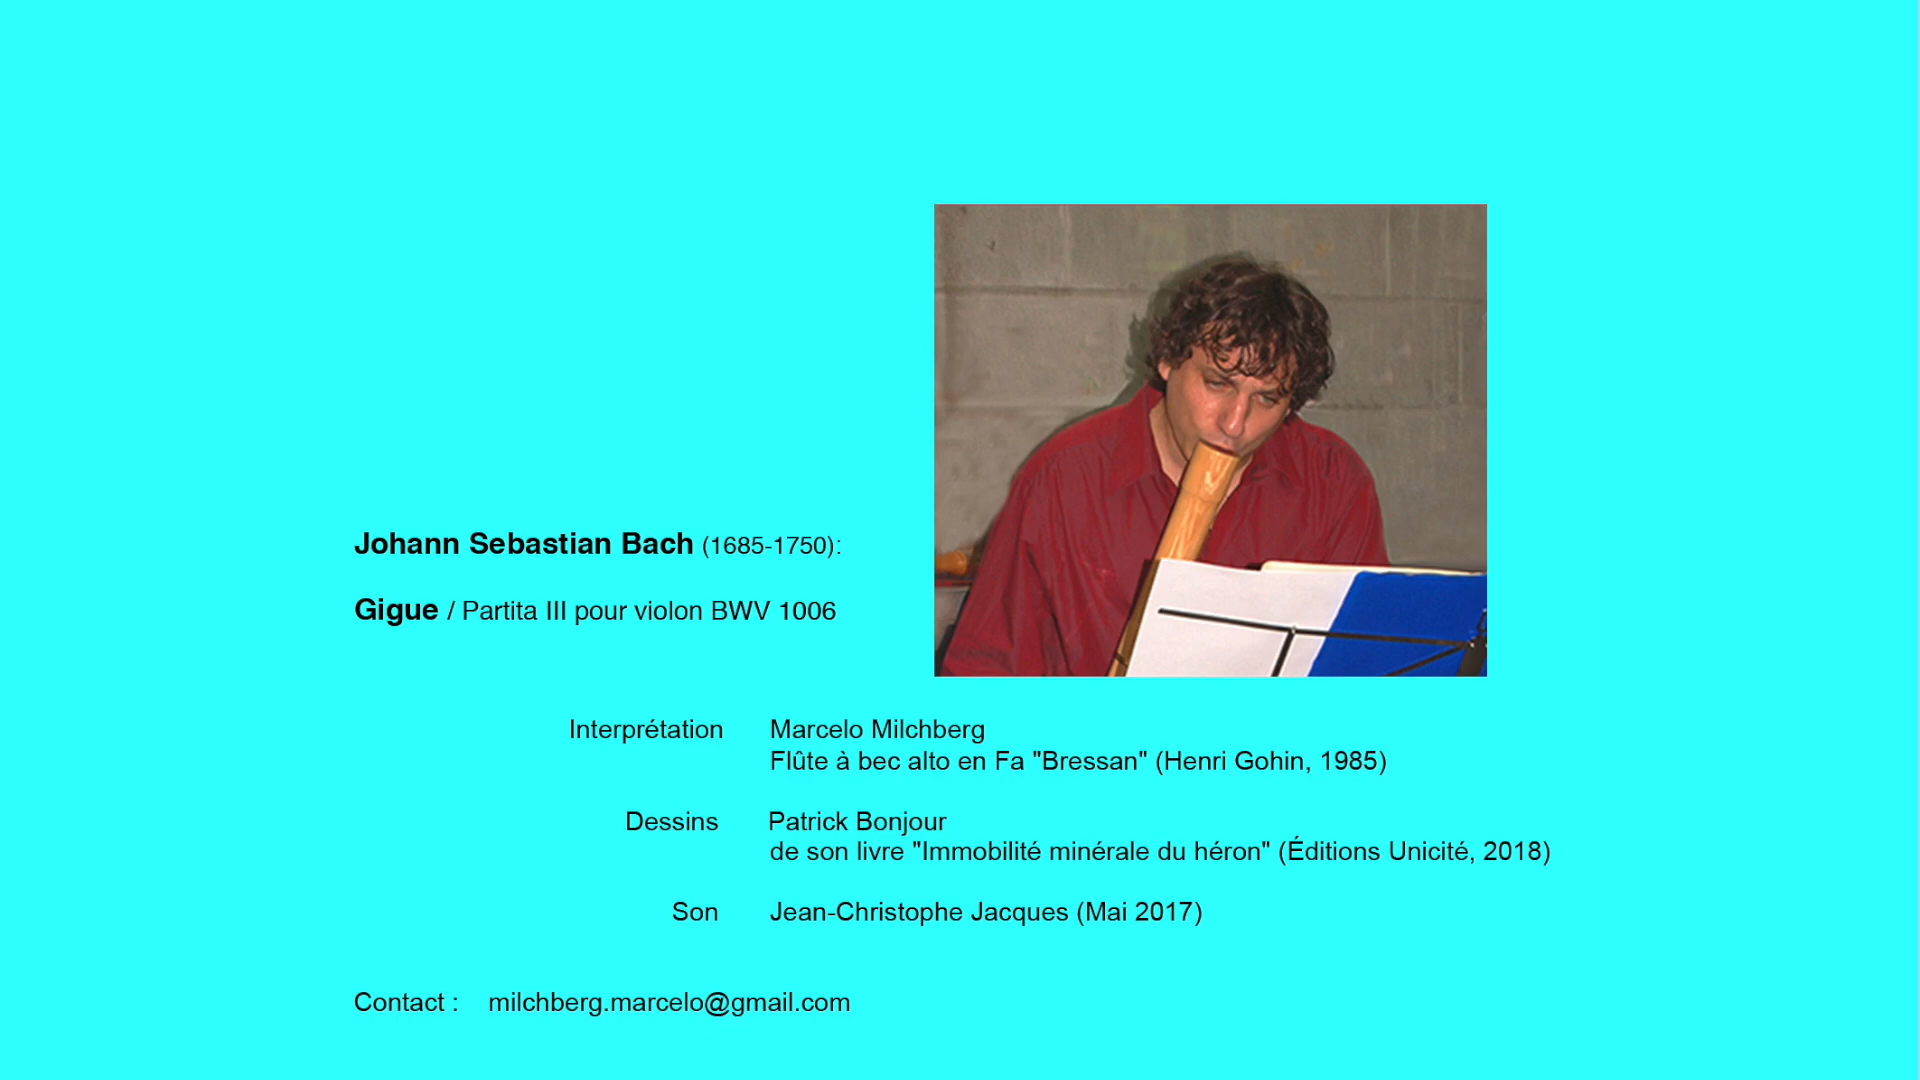 Johann Sebastian Bach (1685-1750):
Gigue / Partita III pour violon BWV 1006
Interprétation Marcelo Milchberg
Flûte à bec alto en Fa "Bressan" (Henri Gohin, 1985)
Dessins Patrick Bonjour
de son livre "Immobilité minérale du héron" (Éditions Unicité, 2018)
Son Jean-Christophe Jacques (Mai 2017)
Contact : milchberg.marcelo@gmail.com